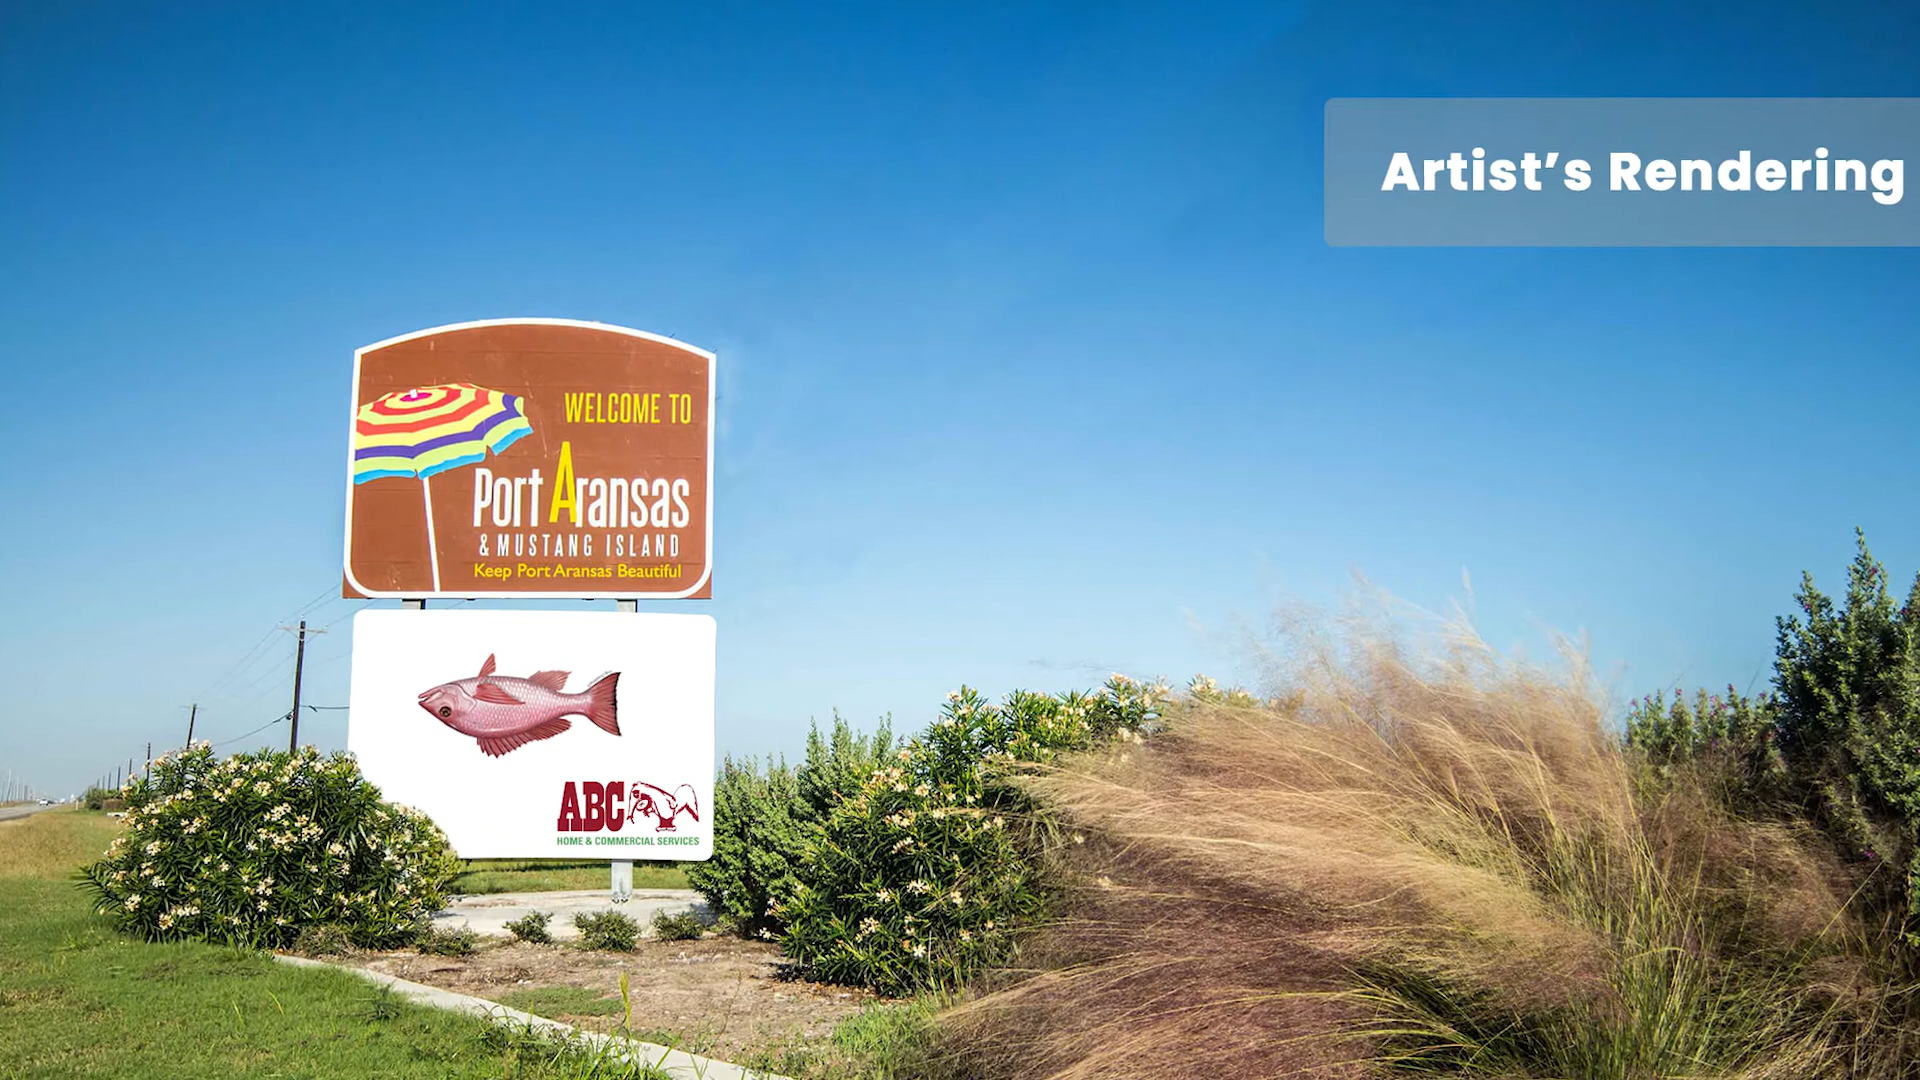 Artist’s Rendering
WELCOME TO
Port Aransas
& MUSTANG ISLAND
Keep Port Aransas Beautiful
ABC
HOME & COMMERCIAL SERVICES